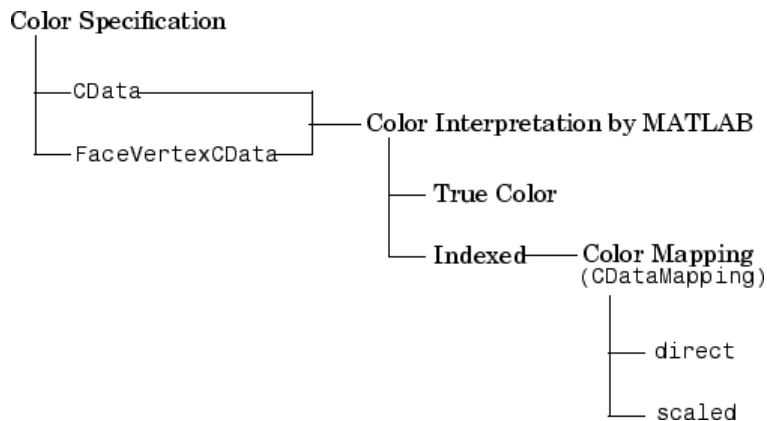 Color Specification
CData
FaceVertexCData
Color Interpretation by MATLAB
True Color
Indexed
Color Mapping
(CDataMapping)
direct
scaled